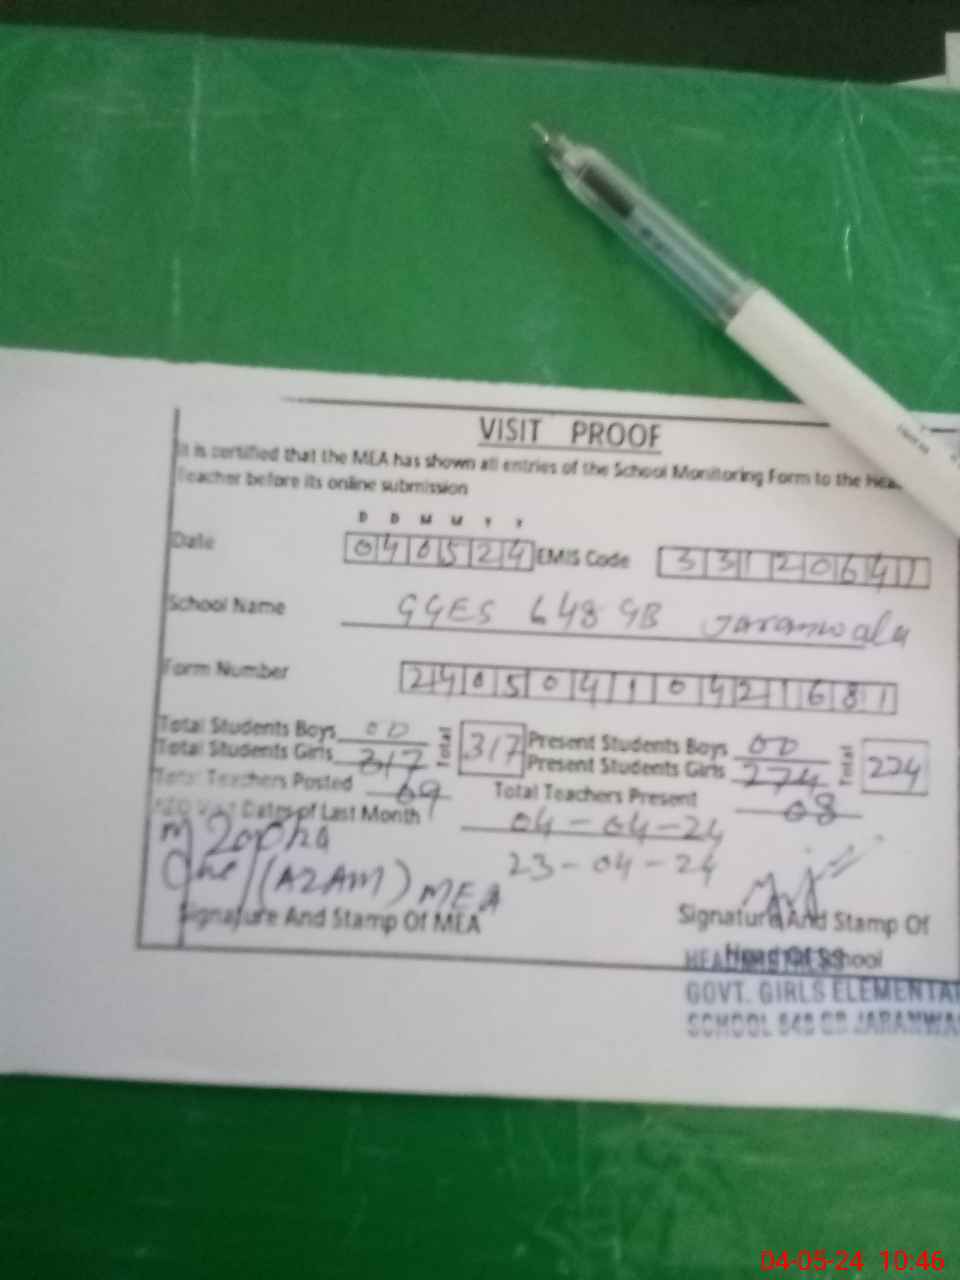 VISIT PROOF
It is certified that the MEA has shown all entries of the School Monitoring Form to the Head
Teacher before its online submission
D D M M Y Y
Date 040524 EMIS Code 33120641
School Name GGES 648 GB Jaranwala
Form Number 24050410421681
Total Students Boys 00 Total 317 Present Students Boys 00 Total 274
Total Students Girls 317 Present Students Girls 274
Total Teachers Posted 09 Total Teachers Present 08
Visit Dates of Last Month 04-04-24
23-04-24
(AZAM) MEA
Signature And Stamp Of MEA
Signature And Stamp Of
Head Of School
GOVT. GIRLS ELEMENTAR
SCHOOL 648 GB JARANWA
04-05-24 10:46